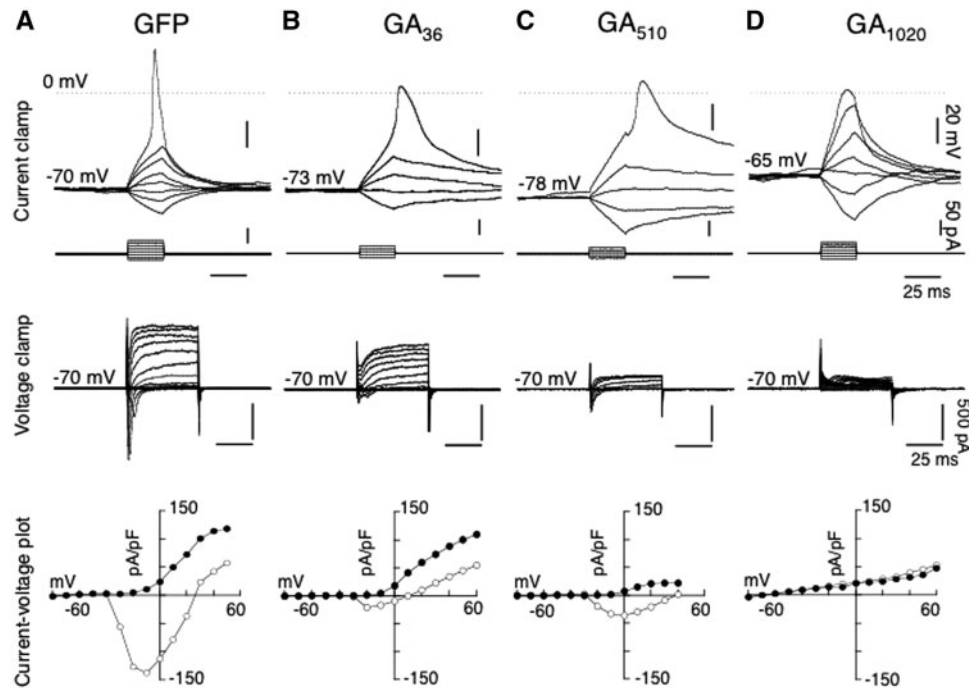 A GFP B GA36 C GA510 D GA1020
Current clamp
0 mV
-70 mV -73 mV -78 mV -65 mV
20 mV
50 pA
25 ms
Voltage clamp
-70 mV -70 mV -70 mV -70 mV
500 pA
25 ms
Current-voltage plot
150 150 150 150
pA/pF pA/pF pA/pF pA/pF
mV mV mV mV
-60 60 -60 60 -60 60 -60 60
-150 -150 -150 -150